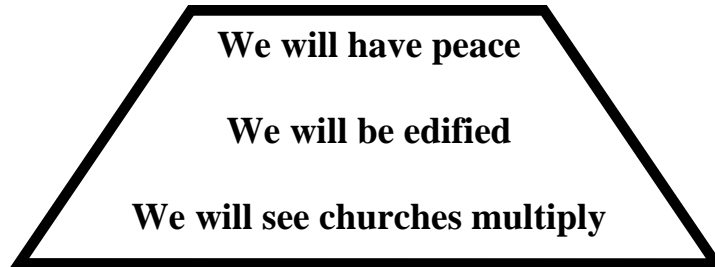 We will have peace
We will be edified
We will see churches multiply